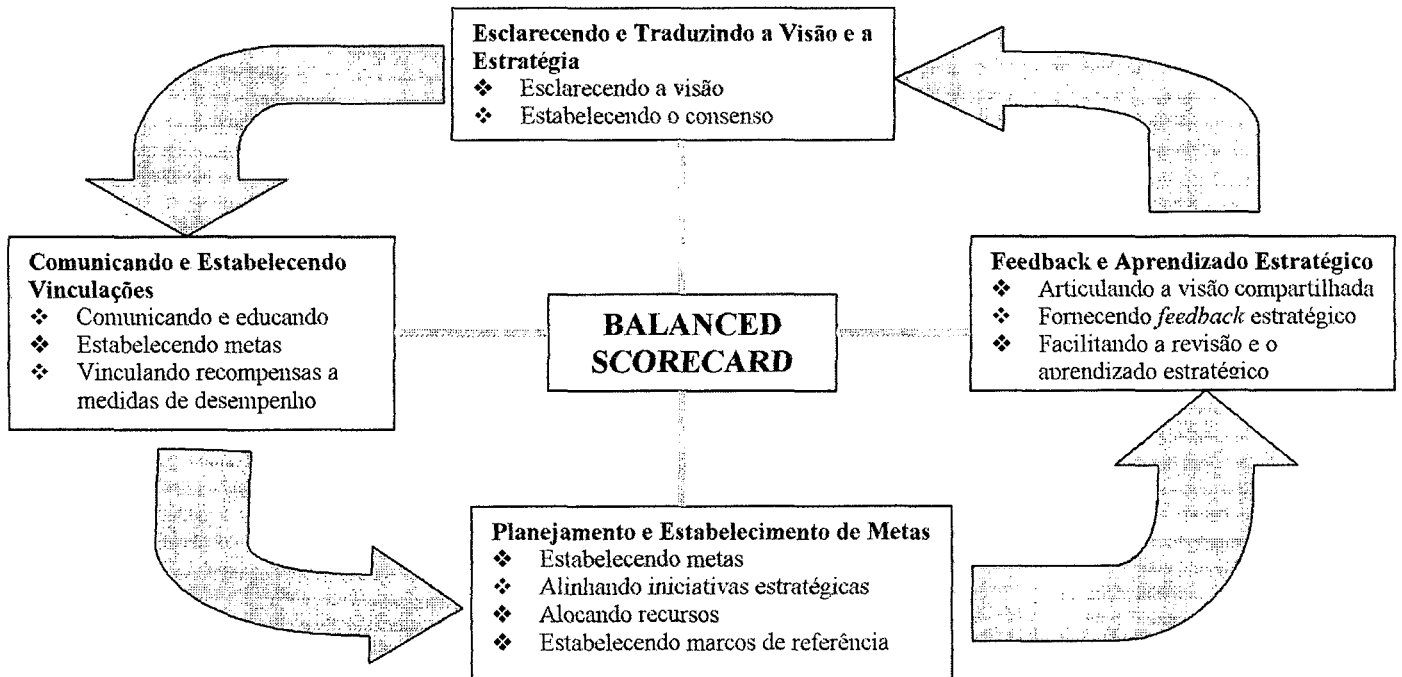 Esclarecendo e Traduzindo a Visão e a
Estratégia
❖ Esclarecendo a visão
❖ Estabelecendo o consenso
Comunicando e Estabelecendo
Vinculações
❖ Comunicando e educando
❖ Estabelecendo metas
❖ Vinculando recompensas a
medidas de desempenho
BALANCED
SCORECARD
Feedback e Aprendizado Estratégico
❖ Articulando a visão compartilhada
❖ Fornecendo feedback estratégico
❖ Facilitando a revisão e o
aprendizado estratégico
Planejamento e Estabelecimento de Metas
❖ Estabelecendo metas
❖ Alinhando iniciativas estratégicas
❖ Alocando recursos
❖ Estabelecendo marcos de referência